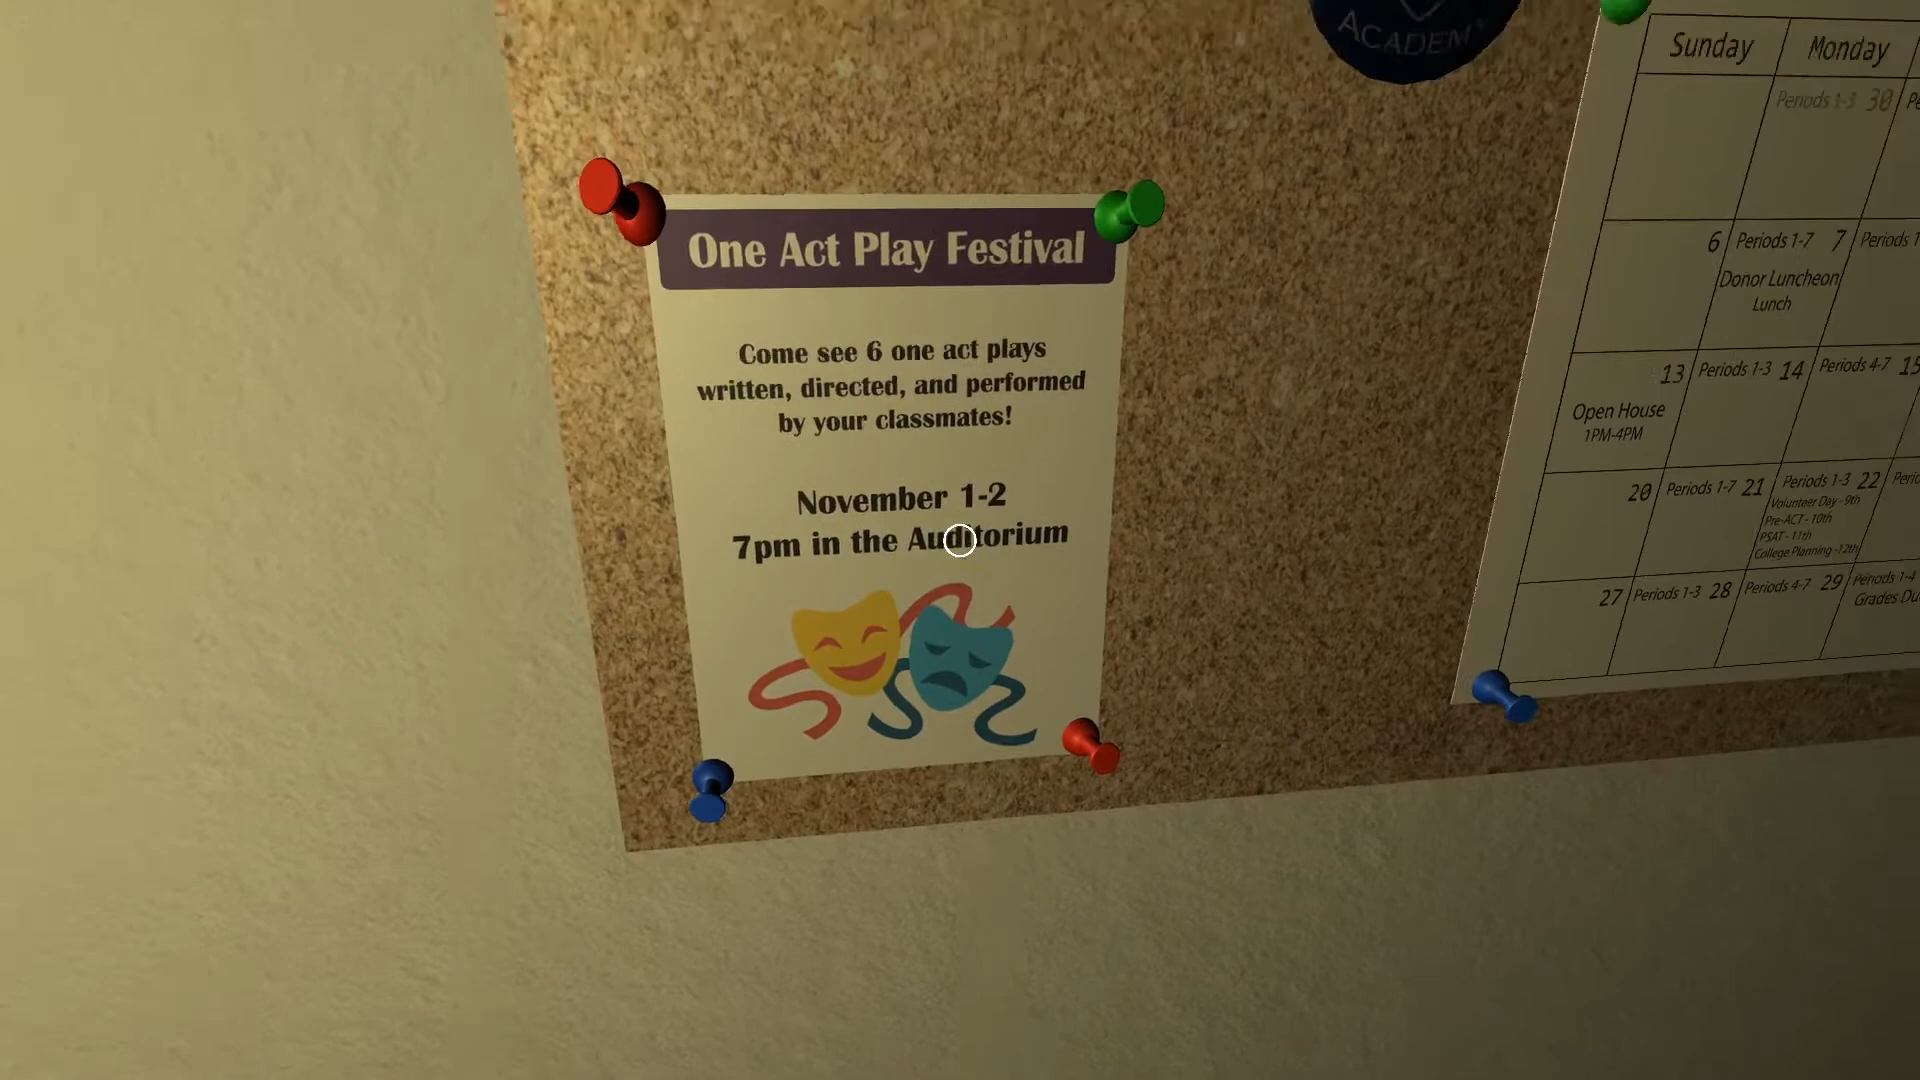 One Act Play Festival
Come see 6 one act plays
written, directed, and performed
by your classmates!
November 1-2
7pm in the Auditorium
ACADEMY
Sunday Monday
Periods 1-3 30
6 Periods 1-7 7
Donor Luncheon
Lunch
13 Periods 1-3 14 Periods 4-7 15
Open House
1PM-4PM
20 Periods 1-7 21 Periods 1-3 22
Volunteer Day - 9th
Pre-ACT - 10th
PSAT - 11th
College Planning -12th
27 Periods 1-3 28 Periods 4-7 29 Periods 1-4
Grades